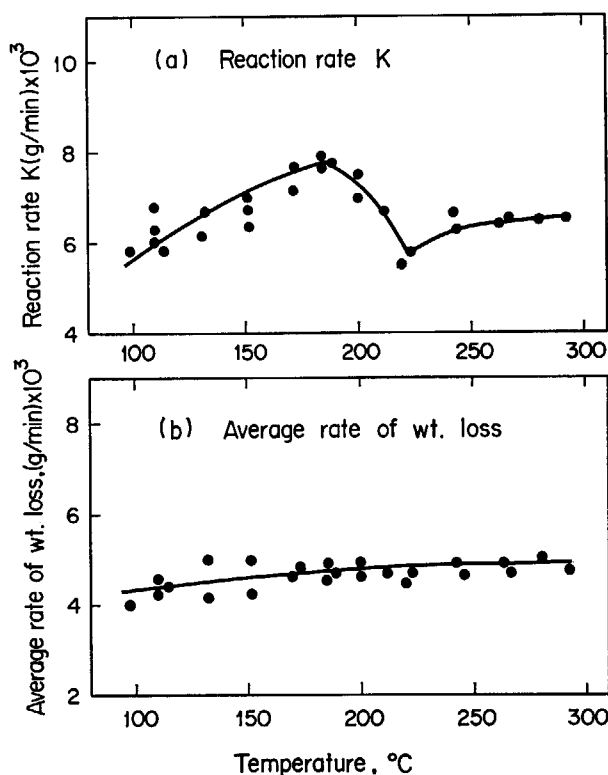 (a) Reaction rate K
Reaction rate K(g/min)x10³
10
8
6
4
100 150 200 250 300
(b) Average rate of wt. loss
Average rate of wt. loss,(g/min)x10³
8
6
4
2
100 150 200 250 300
Temperature, °C